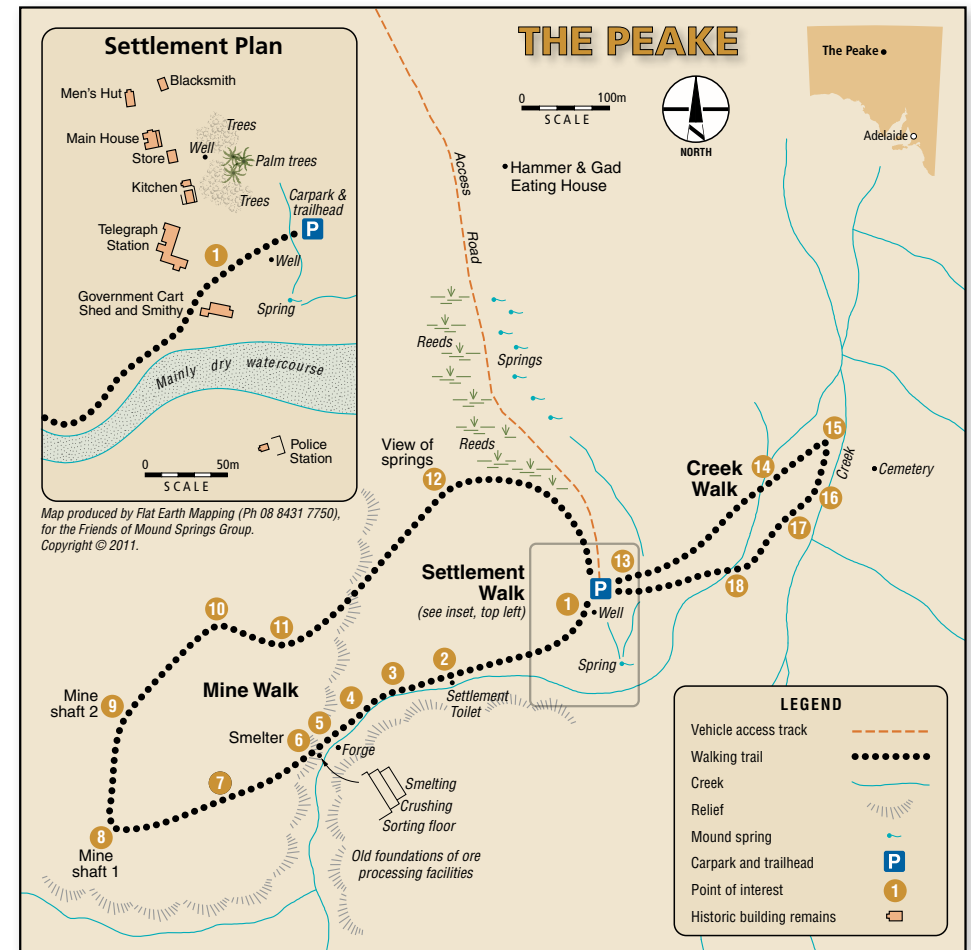 THE PEAKE
0 100m
SCALE
NORTH
The Peake
Adelaide
Settlement Plan
Blacksmith
Men's Hut
Trees
Main House
Well
Store
Palm trees
Kitchen
Trees
Carpark &
trailhead
P
Telegraph
Station
1
Well
Government Cart
Shed and Smithy
Spring
Mainly dry watercourse
Police
Station
0 50m
SCALE
Map produced by Flat Earth Mapping (Ph 08 8431 7750),
for the Friends of Mound Springs Group.
Copyright © 2011.
Access
Road
Hammer & Gad
Eating House
Reeds
Springs
Reeds
View of
springs
12
Creek
Walk
14
15
Creek
Cemetery
16
17
18
13
P
Settlement
Walk
(see inset, top left)
1
Well
Spring
10
11
Mine Walk
2
3
Settlement
Toilet
4
5
Smelter
6
Forge
Mine
shaft 2
9
7
8
Mine
shaft 1
Smelting
Crushing
Sorting floor
Old foundations of ore
processing facilities
LEGEND
Vehicle access track
Walking trail
Creek
Relief
Mound spring
Carpark and trailhead
P
Point of interest
1
Historic building remains